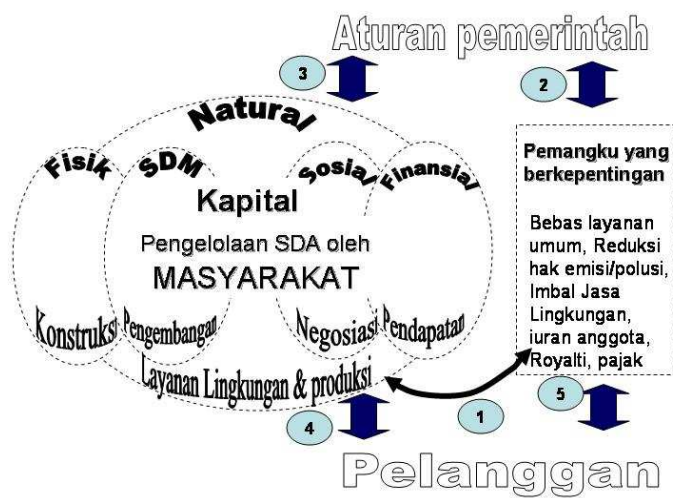 Aturan pemerintah
3
2
Natural
Fisik
SDM
Sosial
Finansial
Kapital
Pengelolaan SDA oleh
MASYARAKAT
Konstruksi
Pengembangan
Negosiasi
Pendapatan
Layanan Lingkungan & produksi
Pemangku yang
berkepentingan
Bebas layanan
umum, Reduksi
hak emisi/polusi,
Imbal Jasa
Lingkungan,
iuran anggota,
Royalti, pajak
1
4
5
Pelanggan